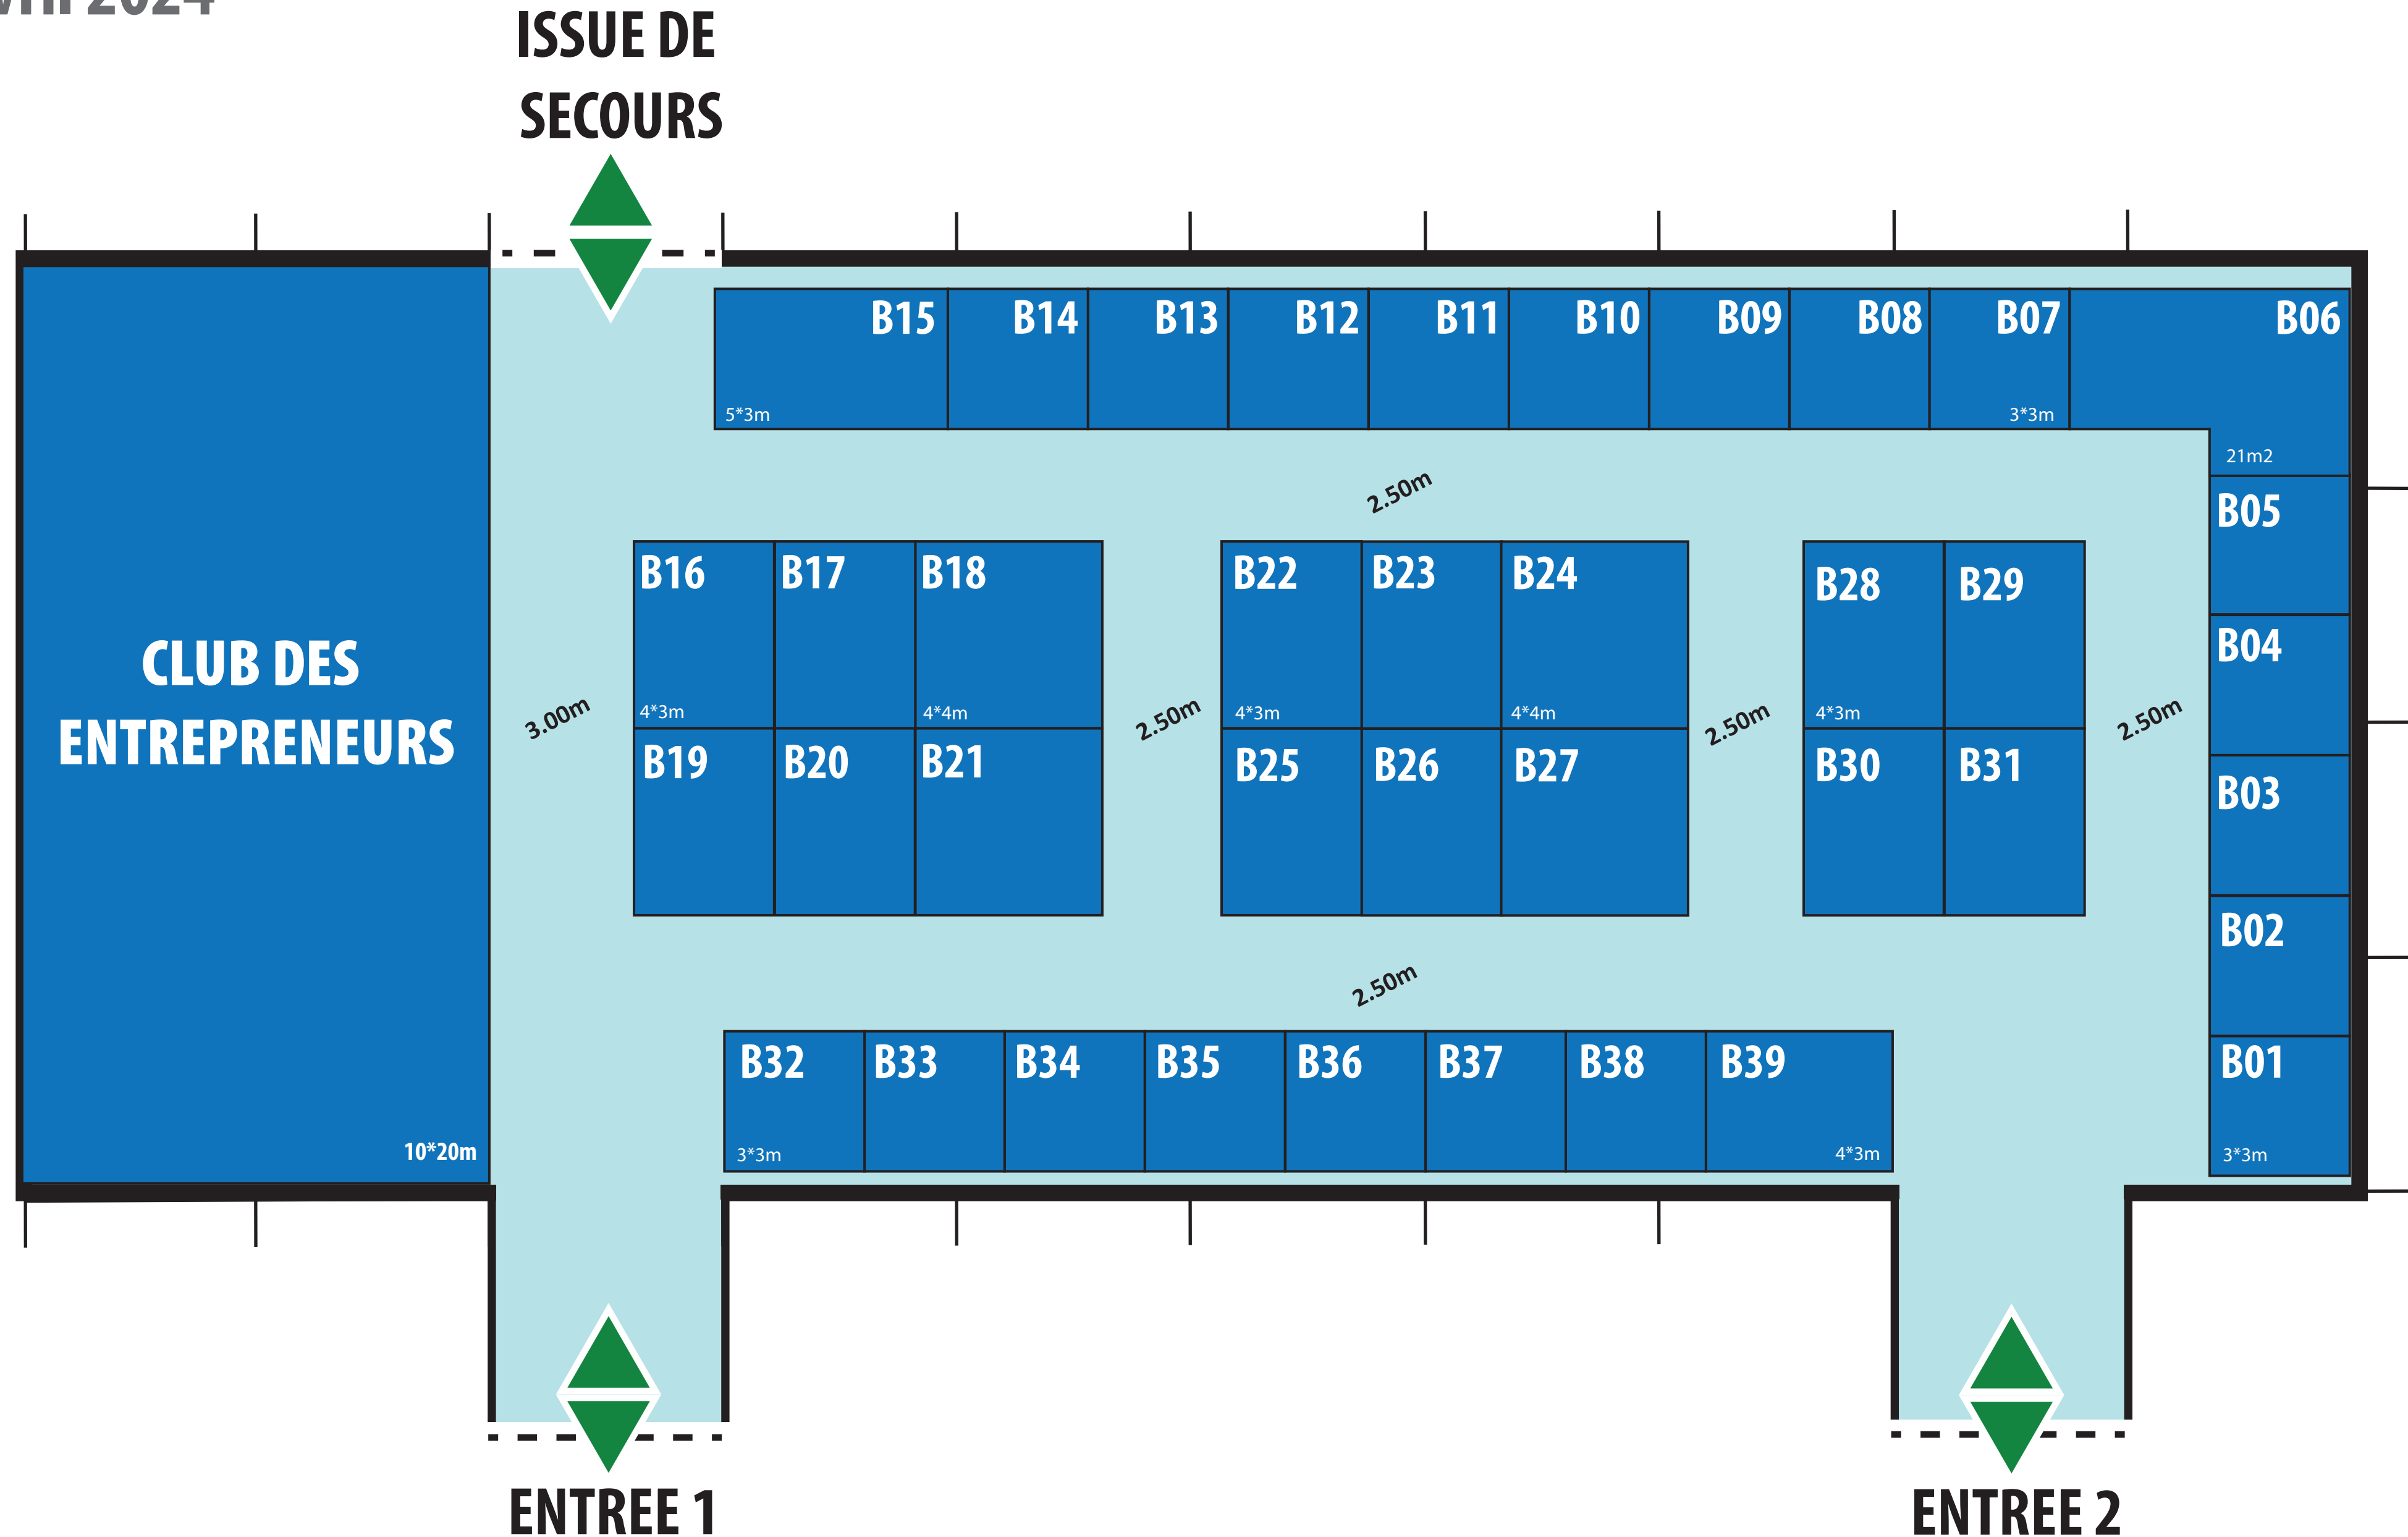 2024
ISSUE DE
SECOURS
B15
B14
B13
B12
B11
B10
B09
B08
B07
B06
5*3m
3*3m
21m2
2.50m
B05
B16
B17
B18
B22
B23
B24
B28
B29
B04
CLUB DES
ENTREPRENEURS
3.00m
4*3m
4*4m
2.50m
4*3m
4*4m
2.50m
4*3m
2.50m
B19
B20
B21
B25
B26
B27
B30
B31
B03
B02
2.50m
B32
B33
B34
B35
B36
B37
B38
B39
B01
10*20m
3*3m
4*3m
3*3m
ENTREE 1
ENTREE 2